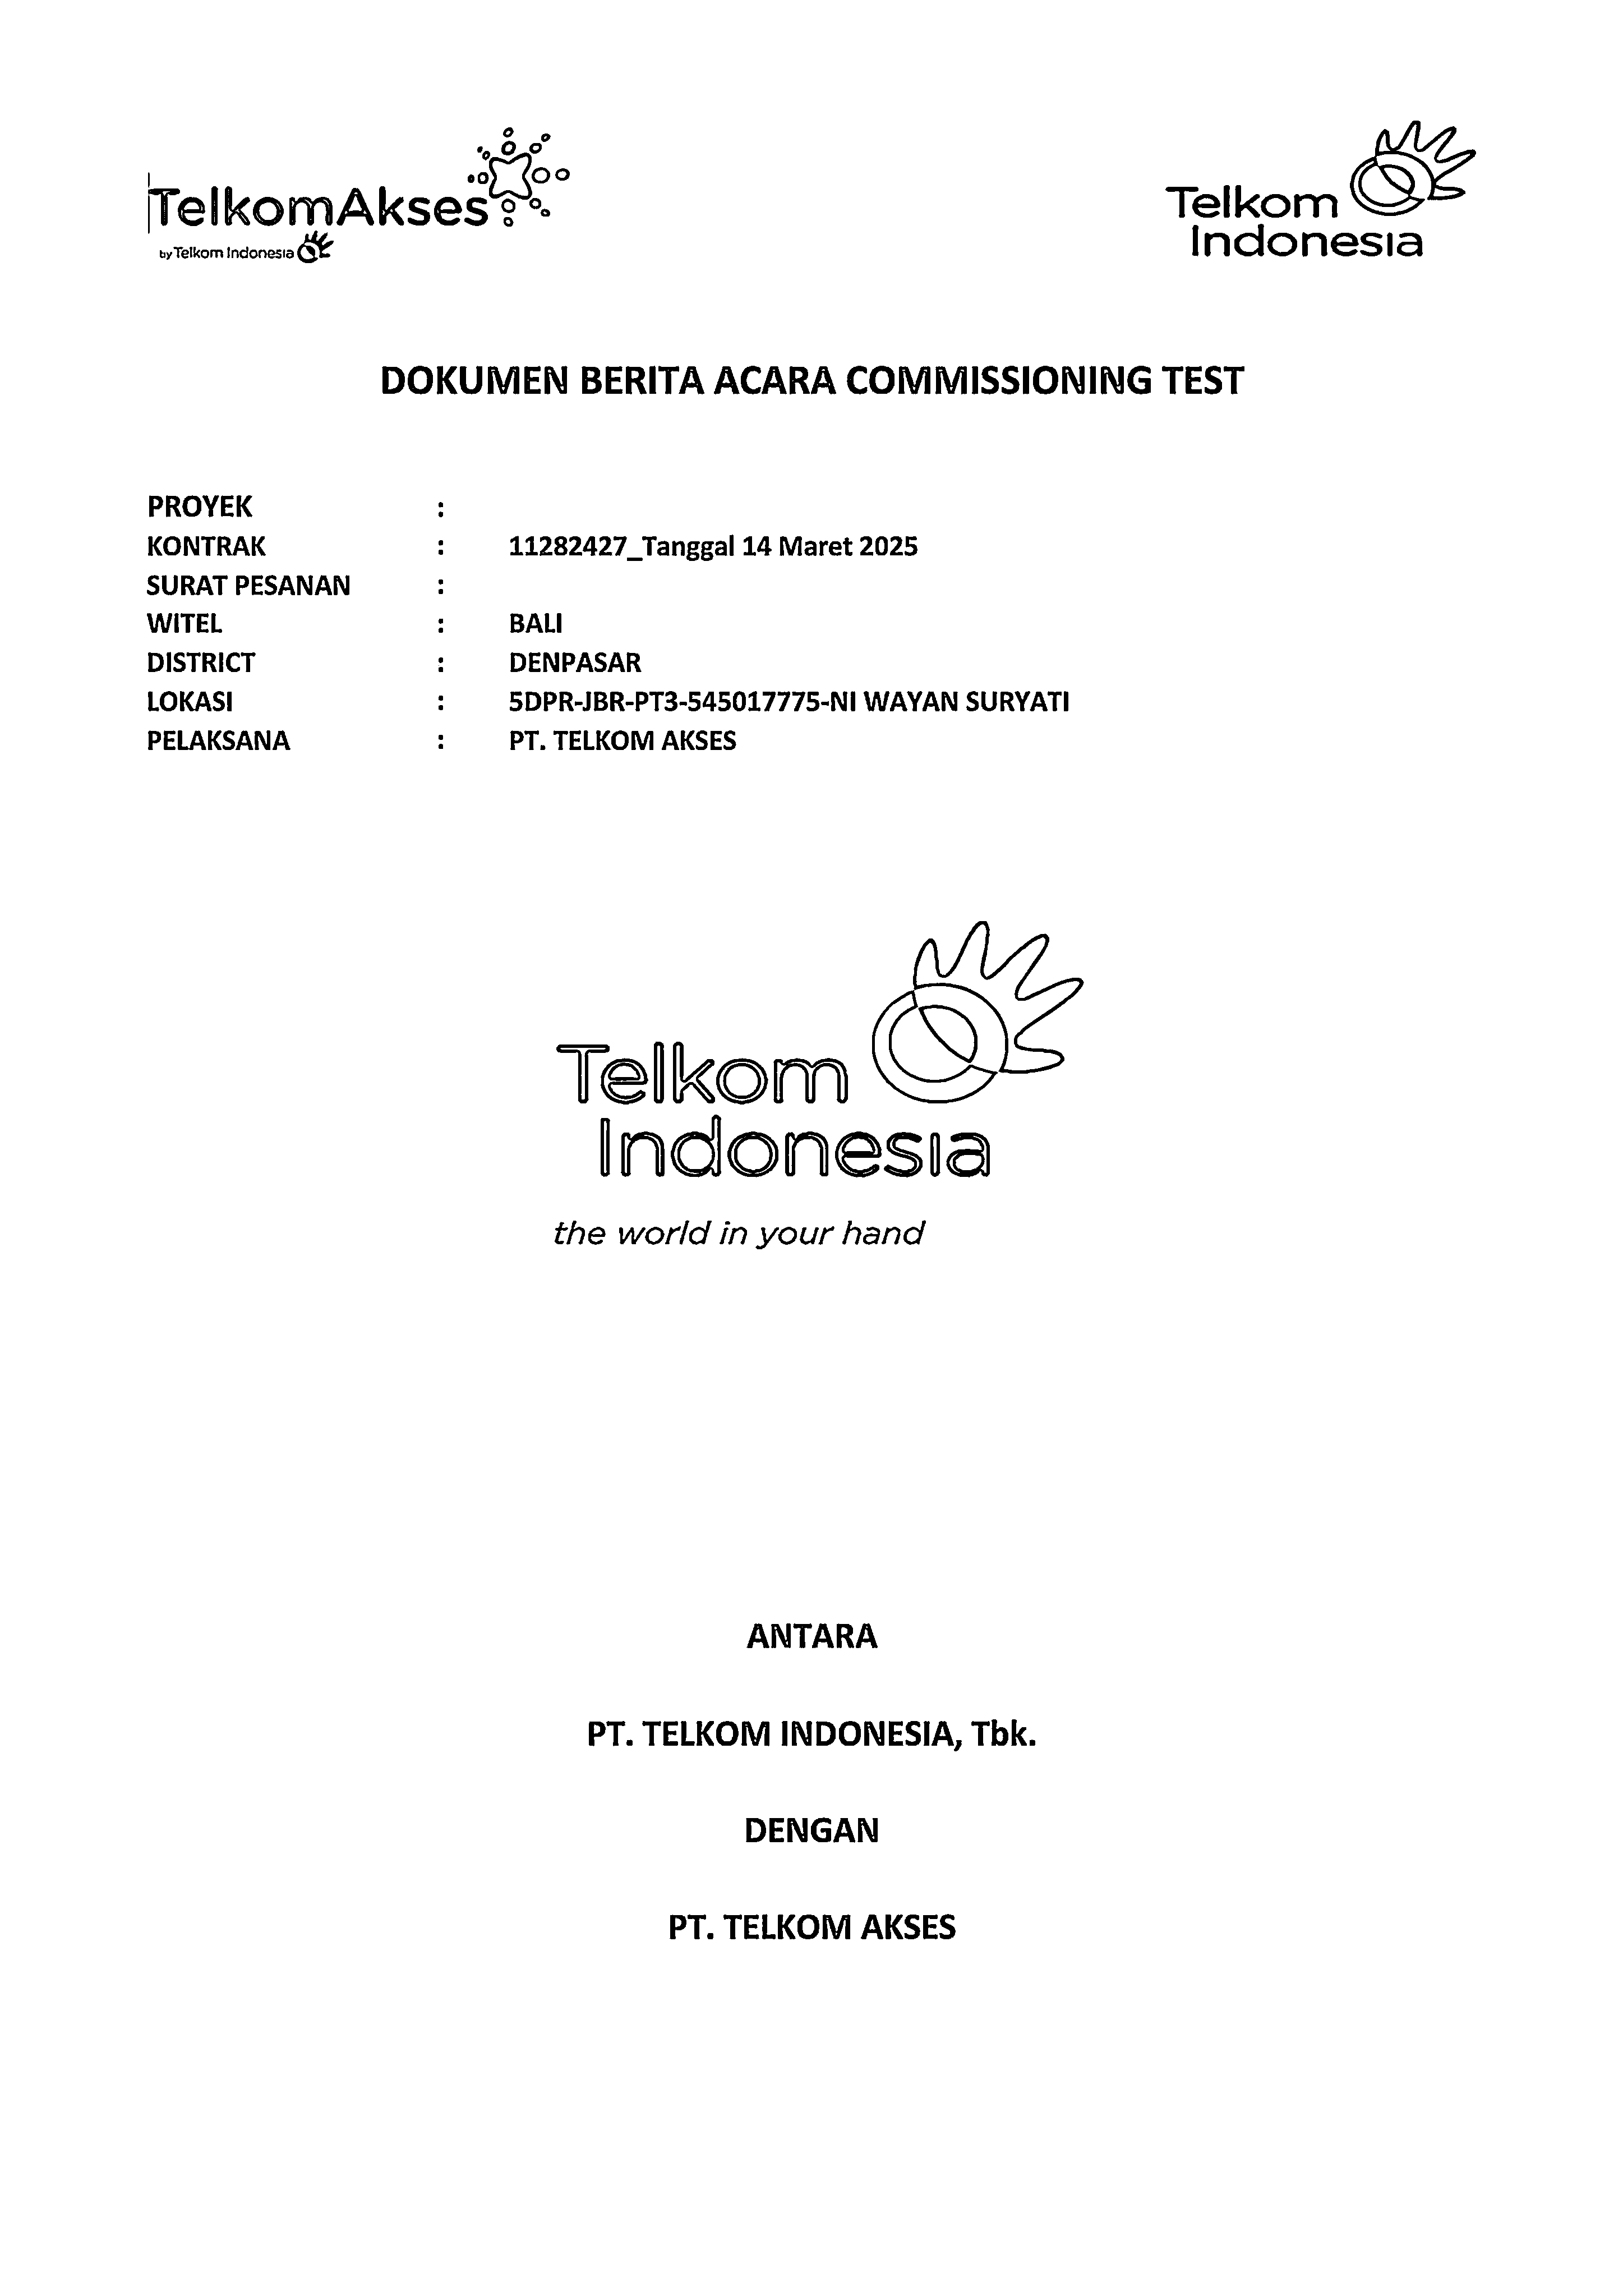 TelkomAkses
by Telkom Indonesia
Telkom
Indonesia
DOKUMEN BERITA ACARA COMMISSIONING TEST
PROYEK :
KONTRAK : 11282427_Tanggal 14 Maret 2025
SURAT PESANAN :
WITEL : BALI
DISTRICT : DENPASAR
LOKASI : 5DPR-JBR-PT3-545017775-NI WAYAN SURYATI
PELAKSANA : PT. TELKOM AKSES
Telkom
Indonesia
the world in your hand
ANTARA
PT. TELKOM INDONESIA, Tbk.
DENGAN
PT. TELKOM AKSES